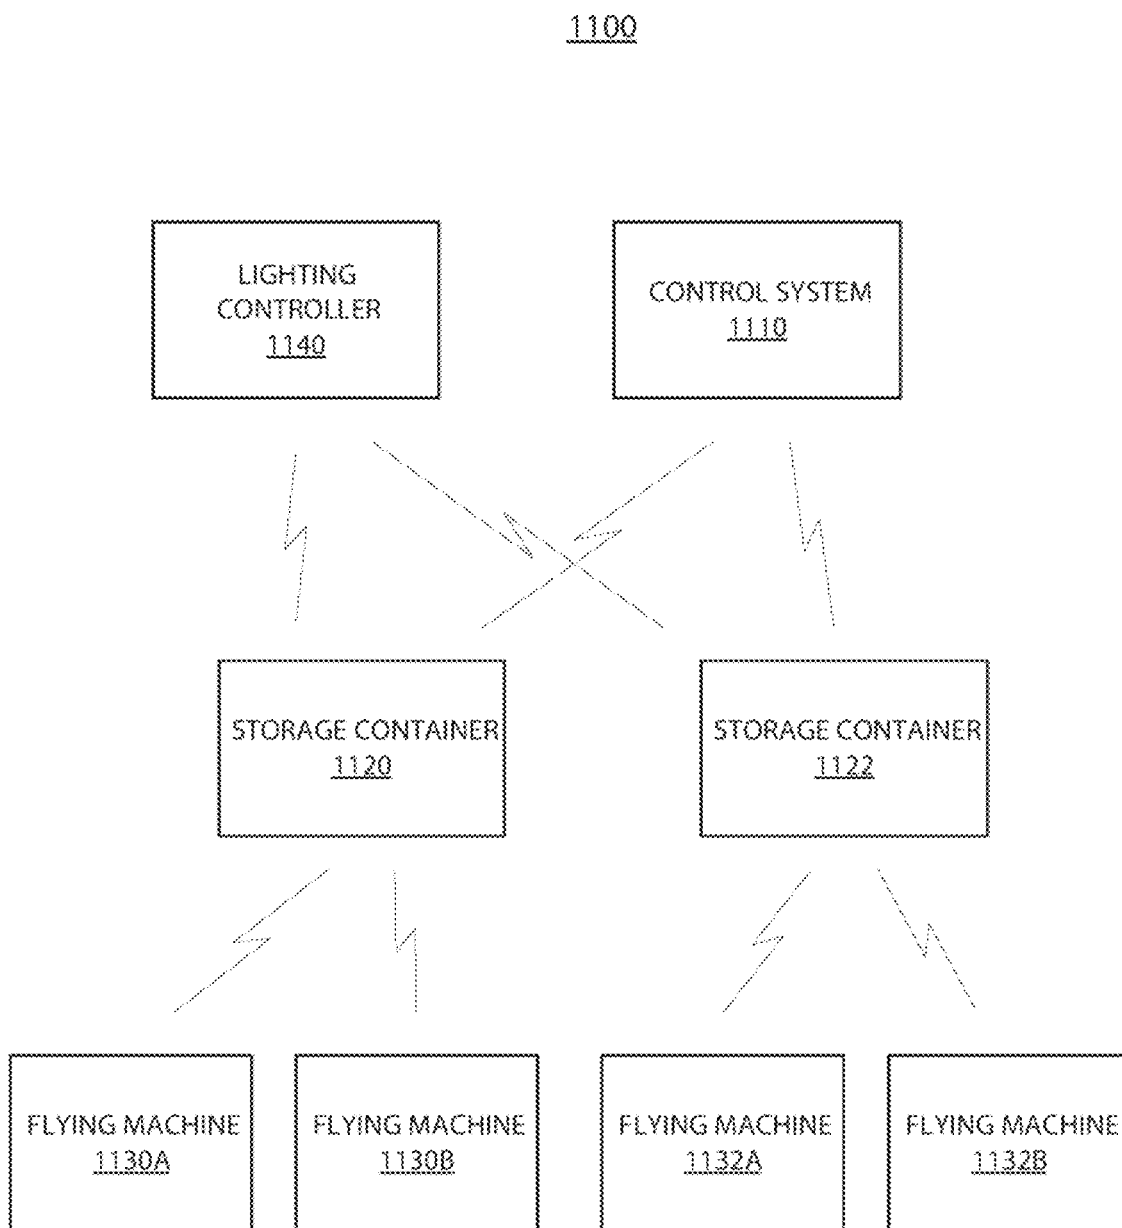 1100
LIGHTING
CONTROLLER
1140
CONTROL SYSTEM
1110
STORAGE CONTAINER
1120
STORAGE CONTAINER
1122
FLYING MACHINE
1130A
FLYING MACHINE
1130B
FLYING MACHINE
1132A
FLYING MACHINE
1132B